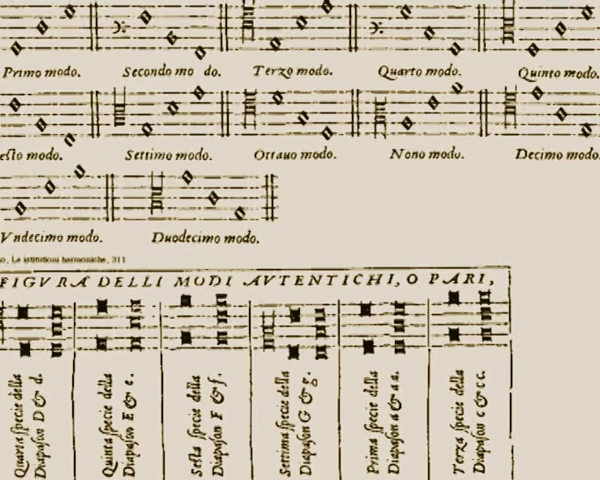 Primo modo. Secondo mo do. Terzo modo. Quarto modo. Quinto modo.
esto modo. Settimo modo. Ottauo modo. Nono modo. Decimo modo.
Vndecimo modo. Duodecimo modo.
o, Le istitutioni harmoniche, 311
FIGVRA DELLI MODI AVTENTICHI, O PARI,
Quarta specie della
Diapason D & d.
Quinta specie della
Diapason E & e.
Sesta specie della
Diapason F & f.
Settima specie della
Diapason G & g.
Prima specie della
Diapason a & aa.
Terza specie della
Diapason c & cc.